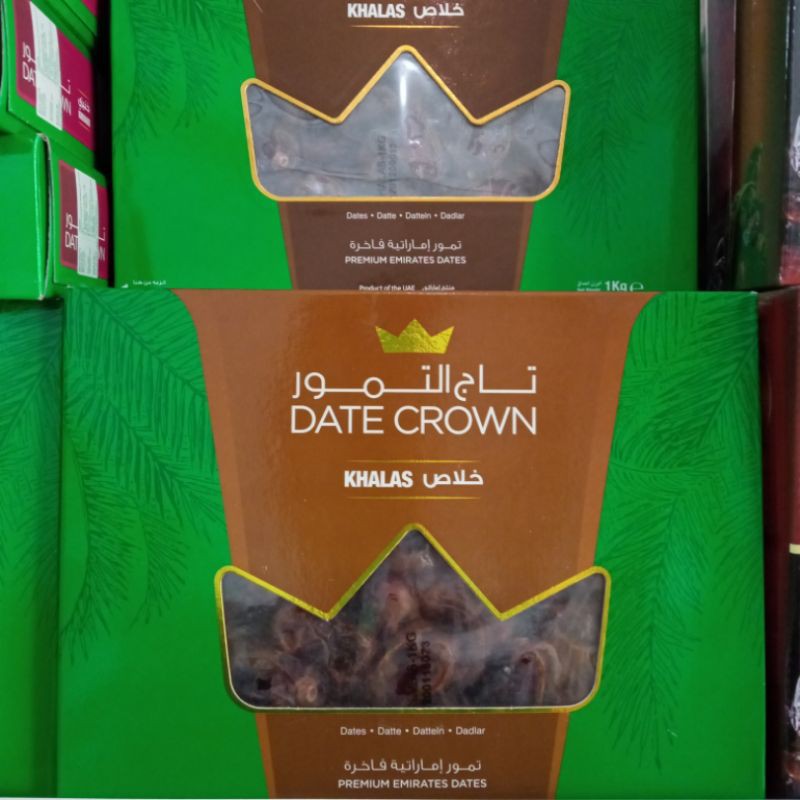 KHALAS خلاص
Dates • Datte • Datteln • Dadlar
تمور إماراتية فاخرة
PREMIUM EMIRATES DATES
Product of the UAE
1Kg e
تاج التمور
DATE CROWN
KHALAS خلاص
Dates • Datte • Datteln • Dadlar
تمور إماراتية فاخرة
PREMIUM EMIRATES DATES